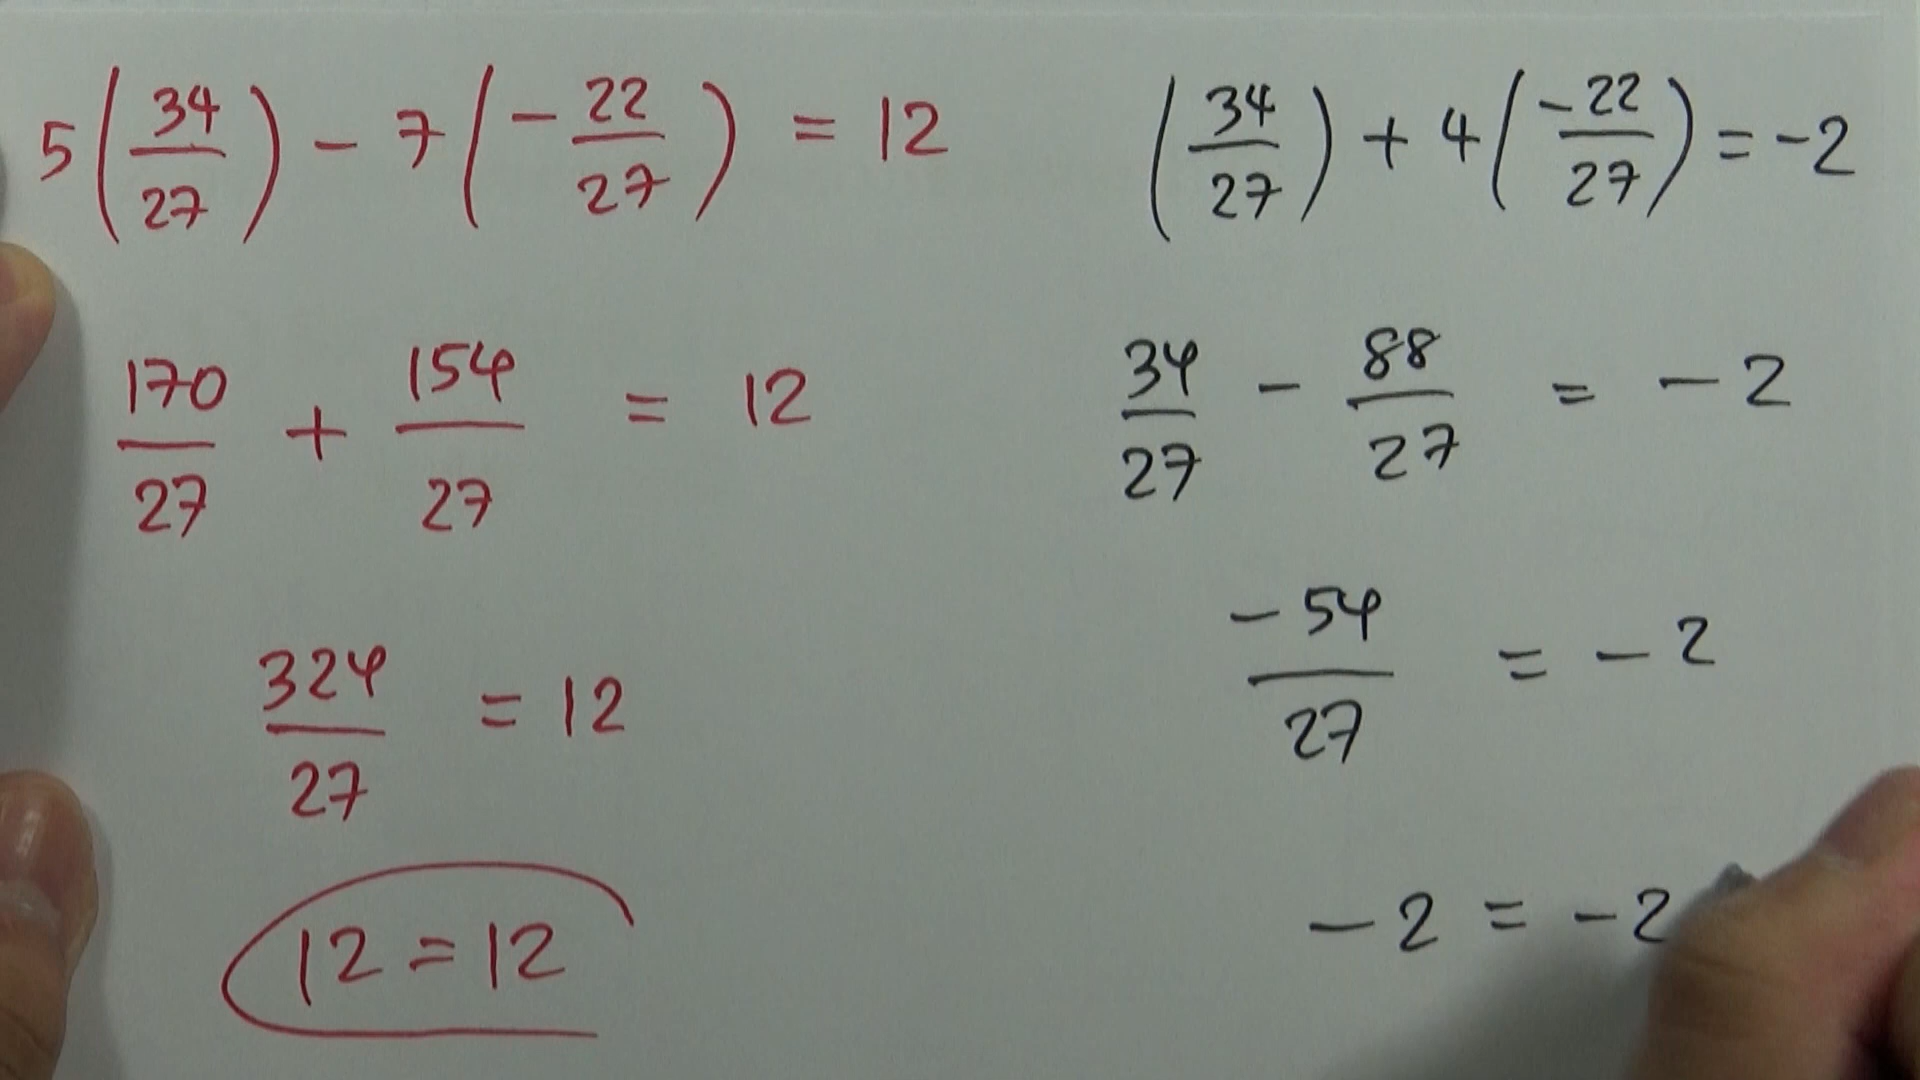 5(34/27) - 7(-22/27) = 12
170/27 + 154/27 = 12
324/27 = 12
12 = 12
(34/27) + 4(-22/27) = -2
34/27 - 88/27 = -2
-54/27 = -2
-2 = -2